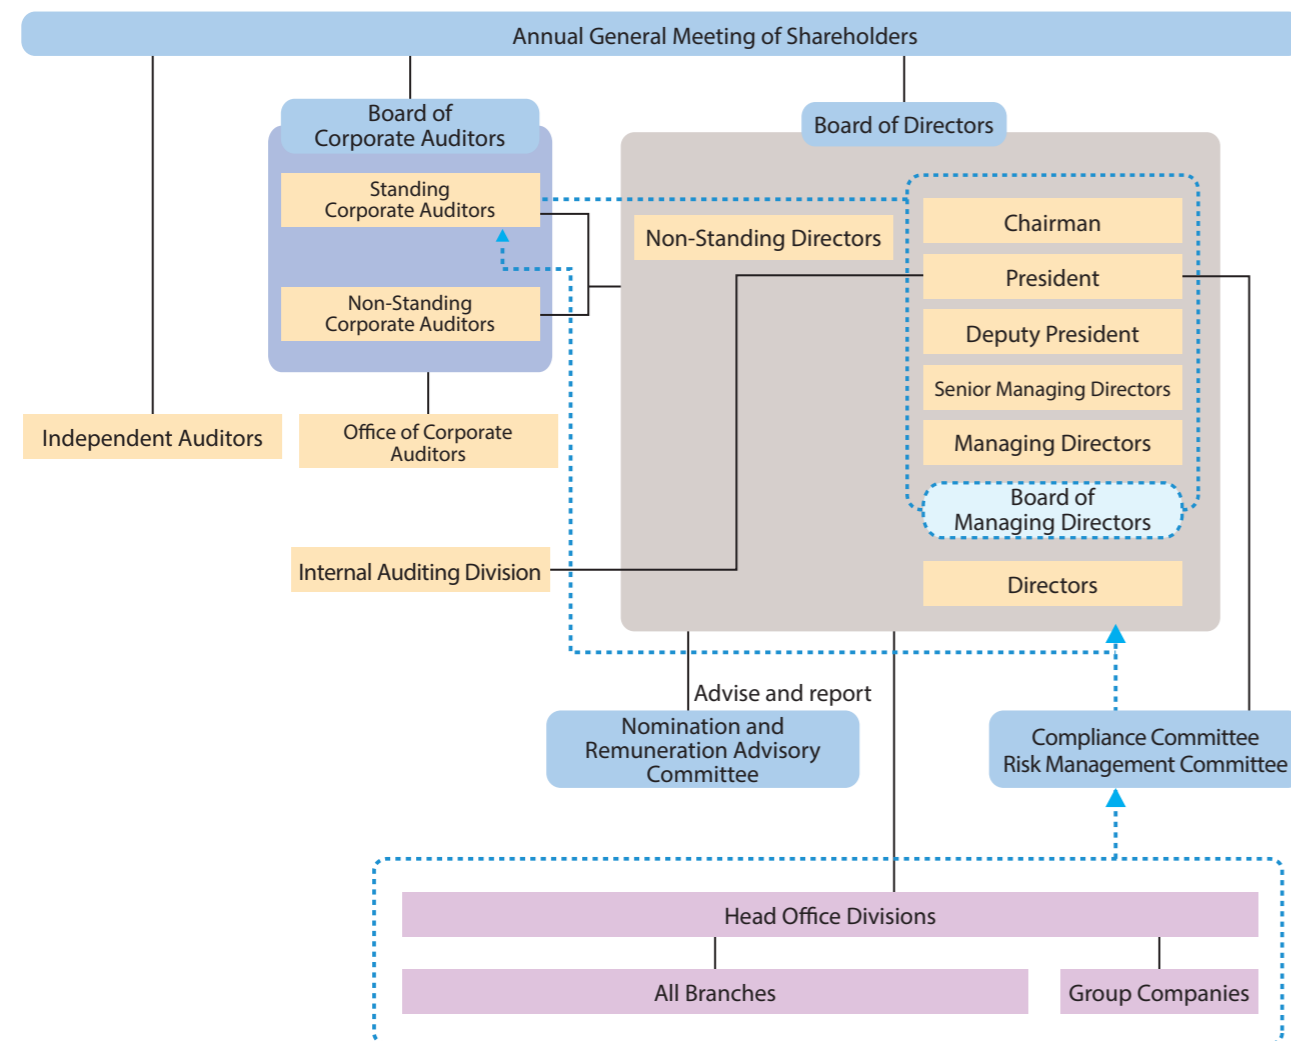 Annual General Meeting of Shareholders
Board of
Corporate Auditors
Board of Directors
Standing
Corporate Auditors
Non-Standing Directors
Chairman
President
Non-Standing
Corporate Auditors
Deputy President
Senior Managing Directors
Independent Auditors
Office of Corporate
Auditors
Managing Directors
Board of
Managing Directors
Internal Auditing Division
Directors
Advise and report
Nomination and
Remuneration Advisory
Committee
Compliance Committee
Risk Management Committee
Head Office Divisions
All Branches
Group Companies